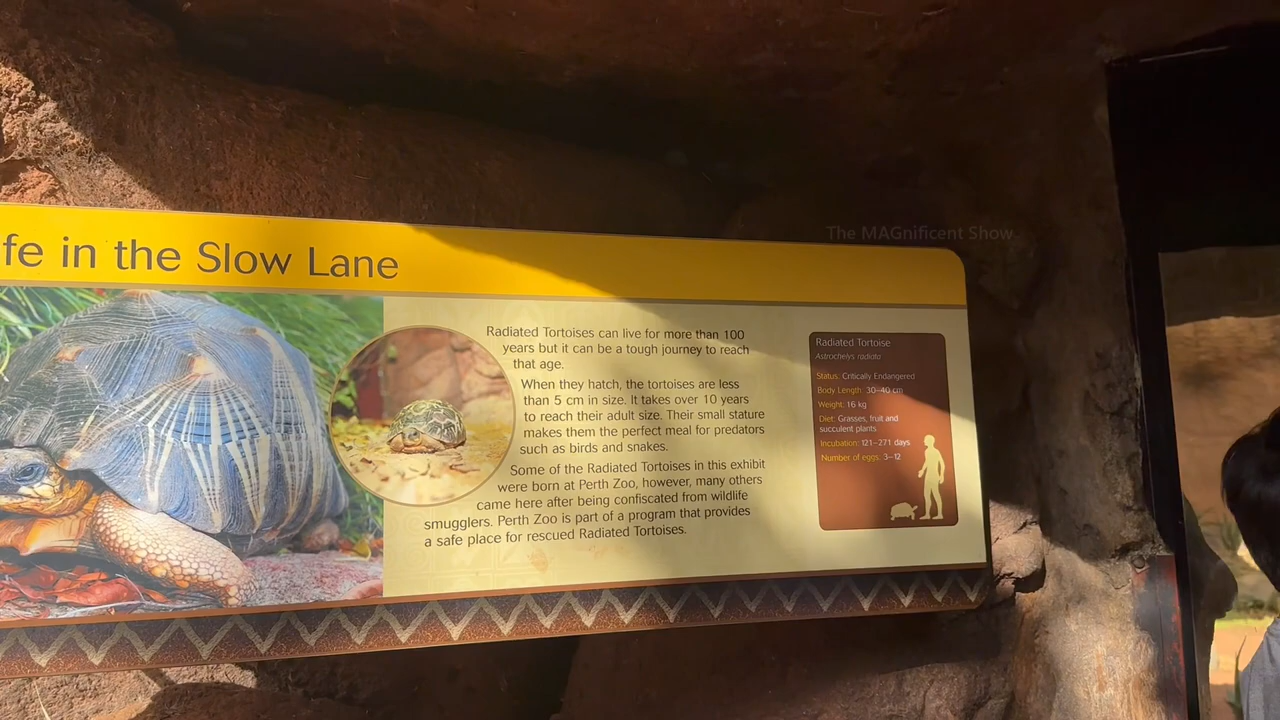 The MAGnificent Show
fe in the Slow Lane
Radiated Tortoises can live for more than 100
years but it can be a tough journey to reach
that age.
When they hatch, the tortoises are less
than 5 cm in size. It takes over 10 years
to reach their adult size. Their small stature
makes them the perfect meal for predators
such as birds and snakes.
Some of the Radiated Tortoises in this exhibit
were born at Perth Zoo, however, many others
came here after being confiscated from wildlife
smugglers. Perth Zoo is part of a program that provides
a safe place for rescued Radiated Tortoises.
Radiated Tortoise
Astrochelys radiata
Status: Critically Endangered
Body Length: 30–40 cm
Weight: 16 kg
Diet: Grasses, fruit and
succulent plants
Incubation: 121–271 days
Number of eggs: 3–12